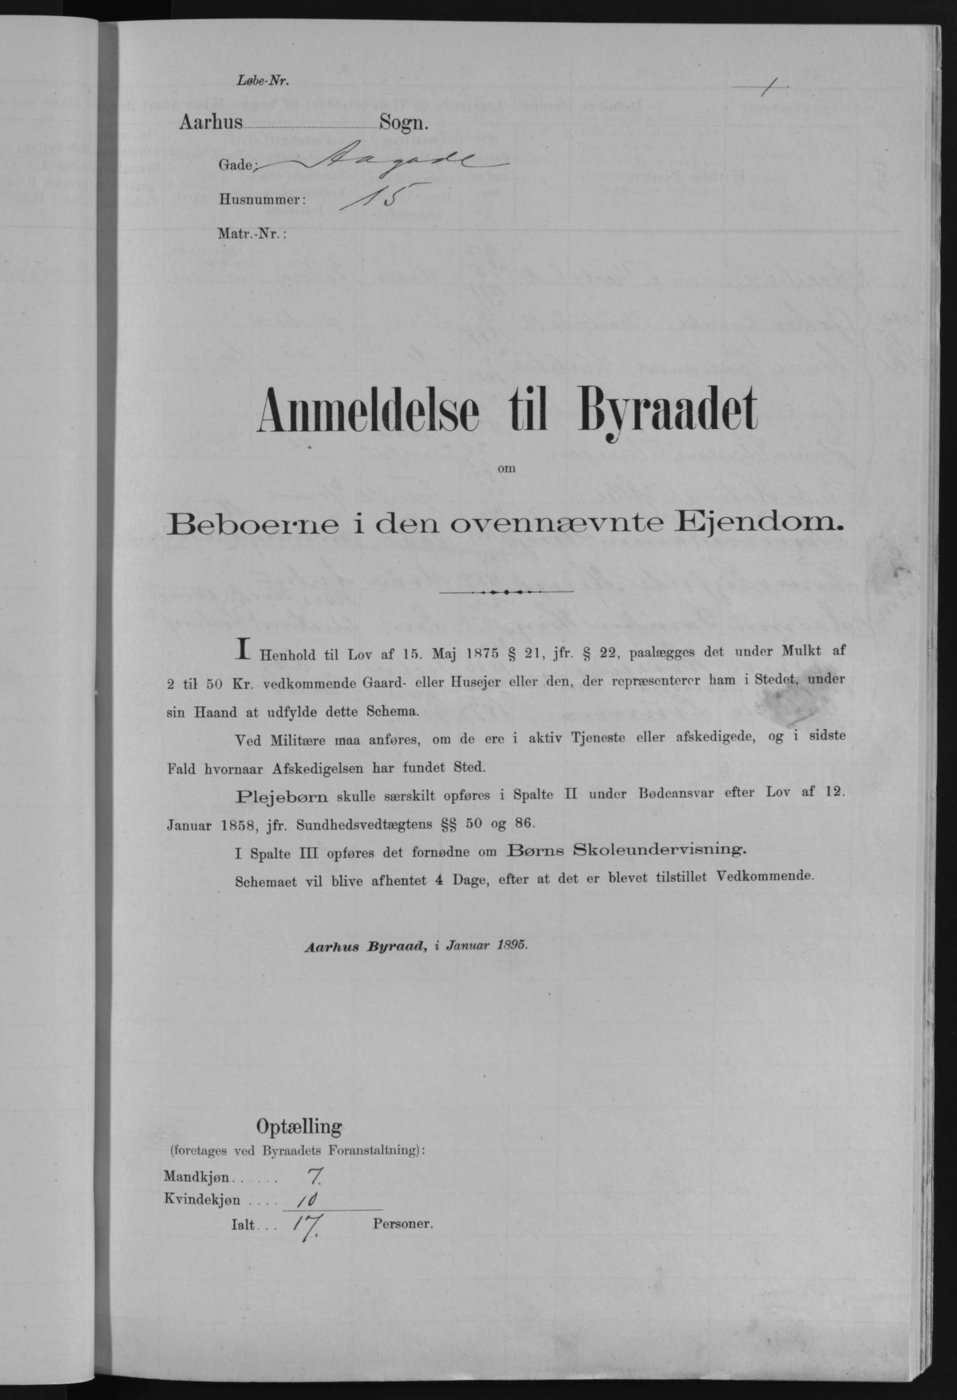 Løbe-Nr.
Aarhus Sogn.
Gade: Aagade
Husnummer: 15
Matr.-Nr.:
Anmeldelse til Byraadet
om
Beboerne i den ovennævnte Ejendom.
I Henhold til Lov af 15. Maj 1875 § 21, jfr. § 22, paalægges det under Mulkt af
2 til 50 Kr. vedkommende Gaard- eller Husejer eller den, der repræsenterer ham i Stedet, under
sin Haand at udfylde dette Schema.
Ved Militære maa anføres, om de ere i aktiv Tjeneste eller afskedigede, og i sidste
Fald hvornaar Afskedigelsen har fundet Sted.
Plejebørn skulle særskilt opføres i Spalte II under Bødeansvar efter Lov af 12.
Januar 1858, jfr. Sundhedsvedtægtens §§ 50 og 86.
I Spalte III opføres det fornødne om Børns Skoleundervisning.
Schemaet vil blive afhentet 4 Dage, efter at det er blevet tilstillet Vedkommende.
Aarhus Byraad, i Januar 1895.
Optælling
(foretages ved Byraadets Foranstaltning):
Mandkjøn...... 7.
Kvindekjøn .... 10
Ialt... 17. Personer.